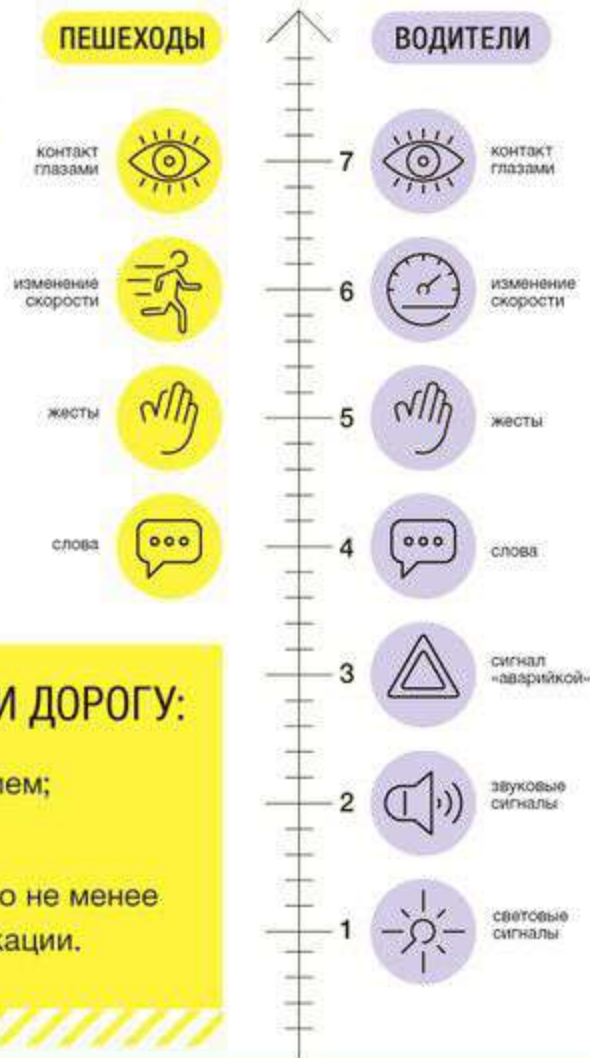 ПЕШЕХОДЫ
ВОДИТЕЛИ
контакт
глазами
7
контакт
глазами
изменение
скорости
6
изменение
скорости
жесты
5
жесты
слова
4
слова
3
сигнал
«аварийкой»
2
звуковые
сигналы
1
световые
сигналы
И ДОРОГУ:
ем;
о не менее
кации.